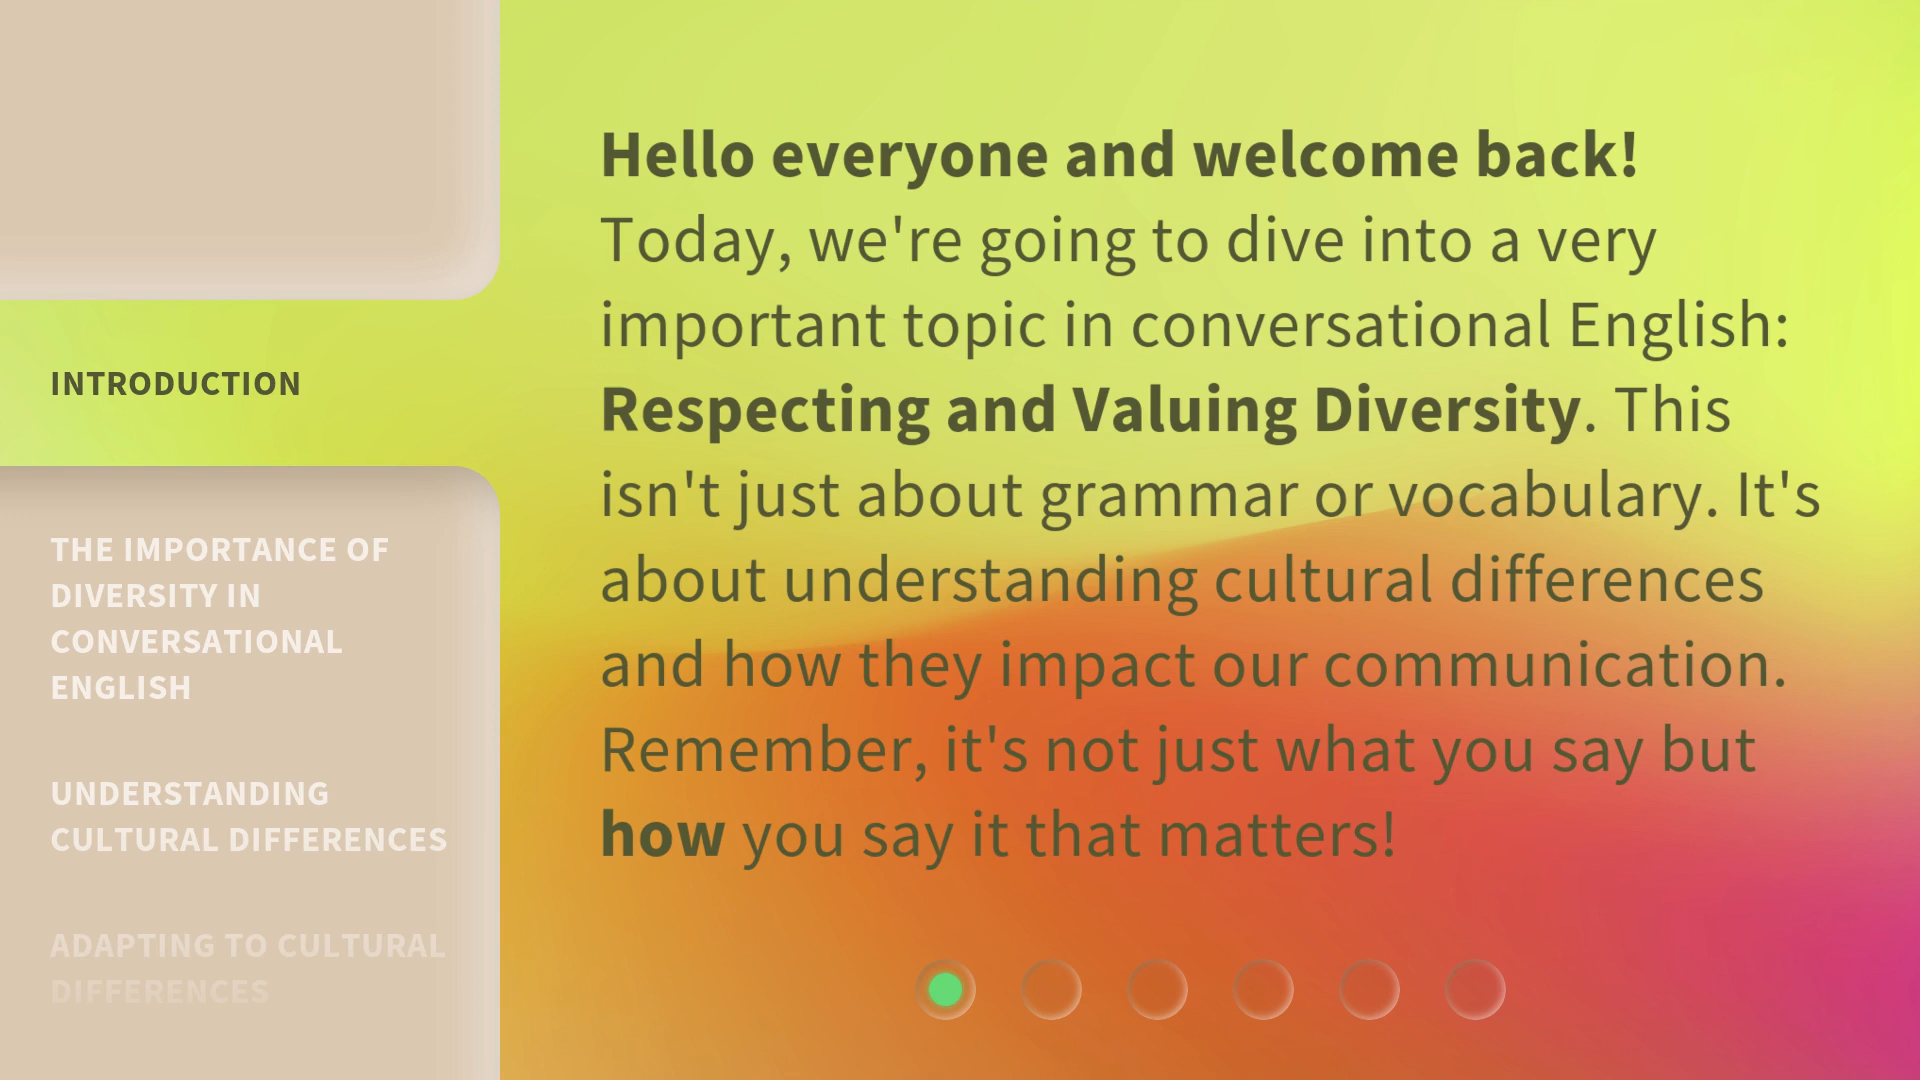 INTRODUCTION
THE IMPORTANCE OF
DIVERSITY IN
CONVERSATIONAL
ENGLISH
UNDERSTANDING
CULTURAL DIFFERENCES
ADAPTING TO CULTURAL
DIFFERENCES
Hello everyone and welcome back!
Today, we're going to dive into a very
important topic in conversational English:
Respecting and Valuing Diversity. This
isn't just about grammar or vocabulary. It's
about understanding cultural differences
and how they impact our communication.
Remember, it's not just what you say but
how you say it that matters!